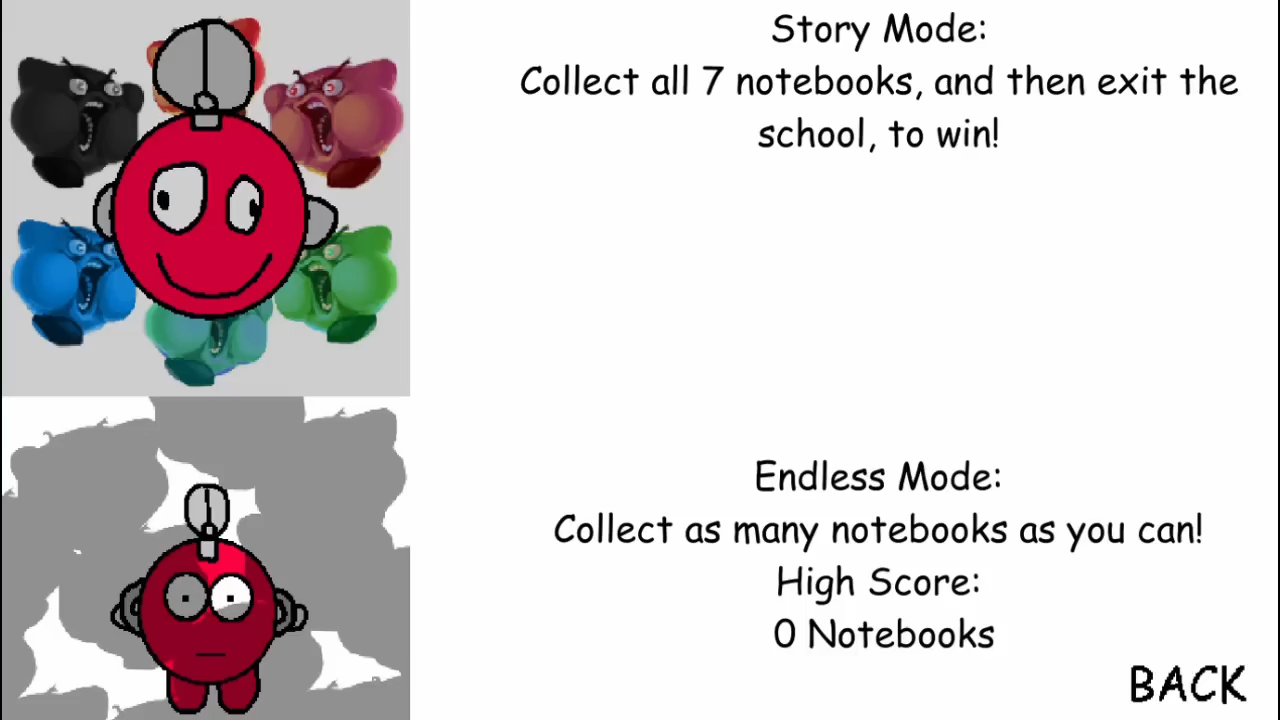 Story Mode:
Collect all 7 notebooks, and then exit the
school, to win!
Endless Mode:
Collect as many notebooks as you can!
High Score:
0 Notebooks
BACK